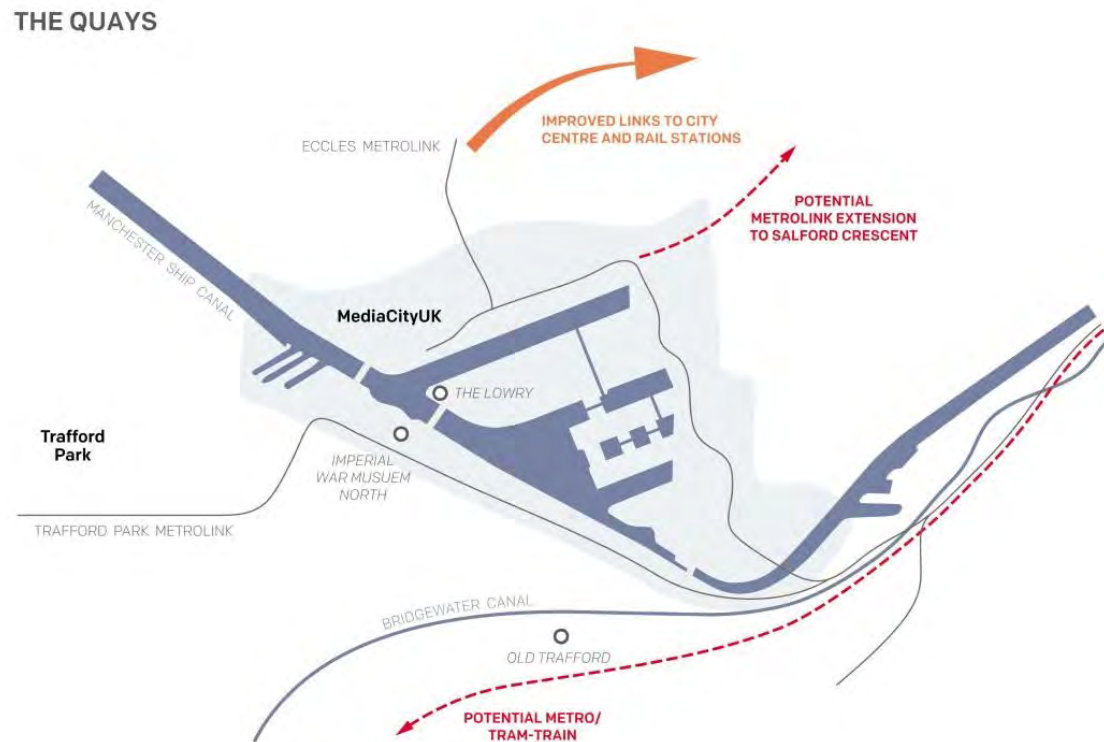 THE QUAYS
IMPROVED LINKS TO CITY
CENTRE AND RAIL STATIONS
ECCLES METROLINK
POTENTIAL
METROLINK EXTENSION
TO SALFORD CRESCENT
MANCHESTER SHIP CANAL
MediaCityUK
THE LOWRY
Trafford
Park
IMPERIAL
WAR MUSUEM
NORTH
TRAFFORD PARK METROLINK
BRIDGEWATER CANAL
OLD TRAFFORD
POTENTIAL METRO/
TRAM-TRAIN